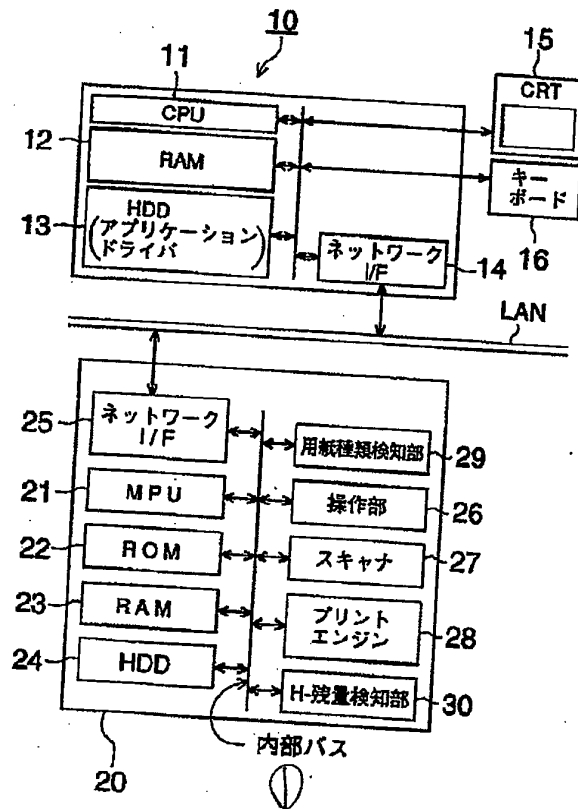 10
11
15
CPU
CRT
12
RAM
キー
ボード
HDD
13
(アプリケーション
ドライバ)
16
ネットワーク
I/F
14
LAN
25
ネットワーク
I/F
用紙種類検知部
29
21
MPU
操作部
26
22
ROM
スキャナ
27
23
RAM
プリント
エンジン
28
24
HDD
H-残量検知部
30
内部バス
20